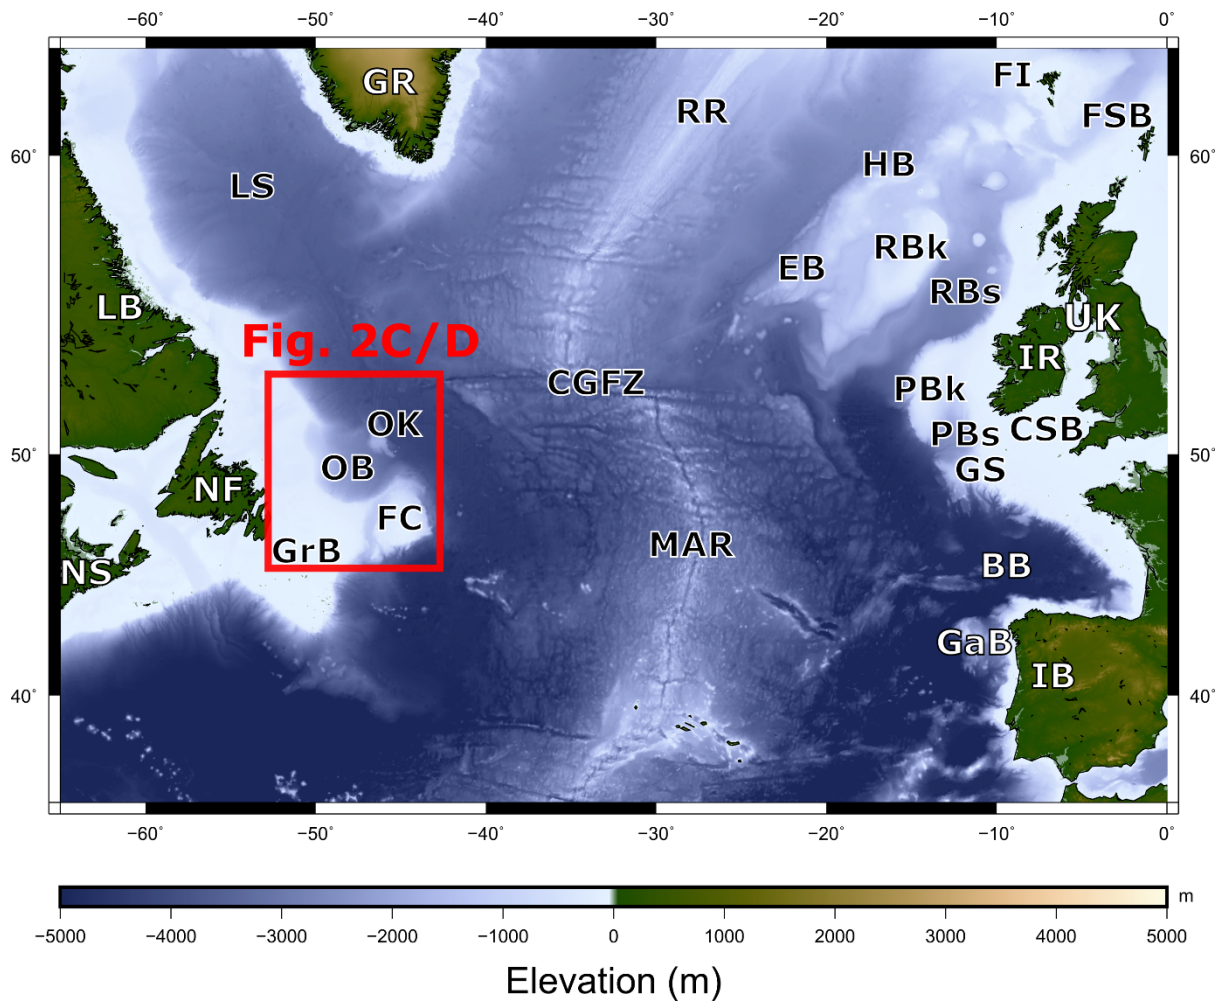 −60° −50° −40° −30° −20° −10° 0°
GR
FI
RR
FSB
60° 60°
HB
LS
RBk
EB
RBs
LB
UK
Fig. 2C/D
IR
CGFZ
PBk
OK
PBs CSB
50° 50°
OB
GS
NF
FC
MAR
GrB
BB
NS
GaB
IB
40° 40°
−60° −50° −40° −30° −20° −10° 0°
m
−5000 −4000 −3000 −2000 −1000 0 1000 2000 3000 4000 5000
Elevation (m)